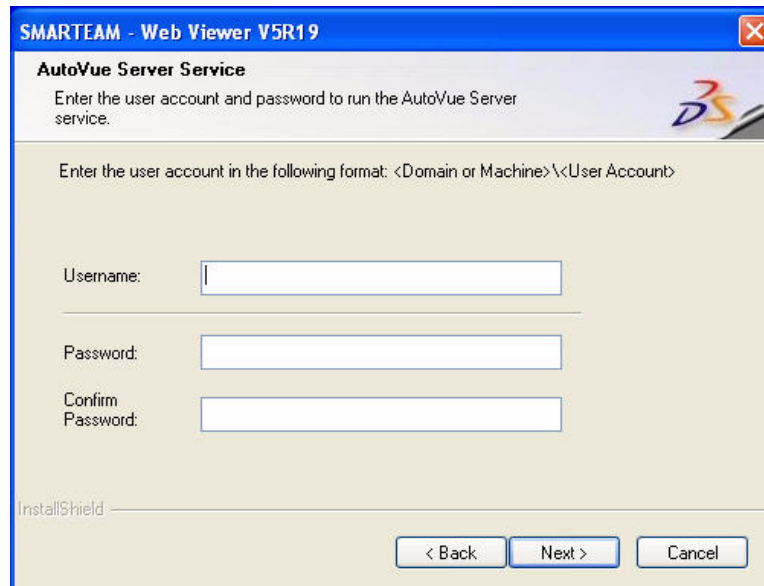 SMARTEAM - Web Viewer V5R19
AutoVue Server Service
Enter the user account and password to run the AutoVue Server
service.
Enter the user account in the following format: <Domain or Machine>\<User Account>
Username:
Password:
Confirm
Password:
InstallShield
< Back
Next >
Cancel